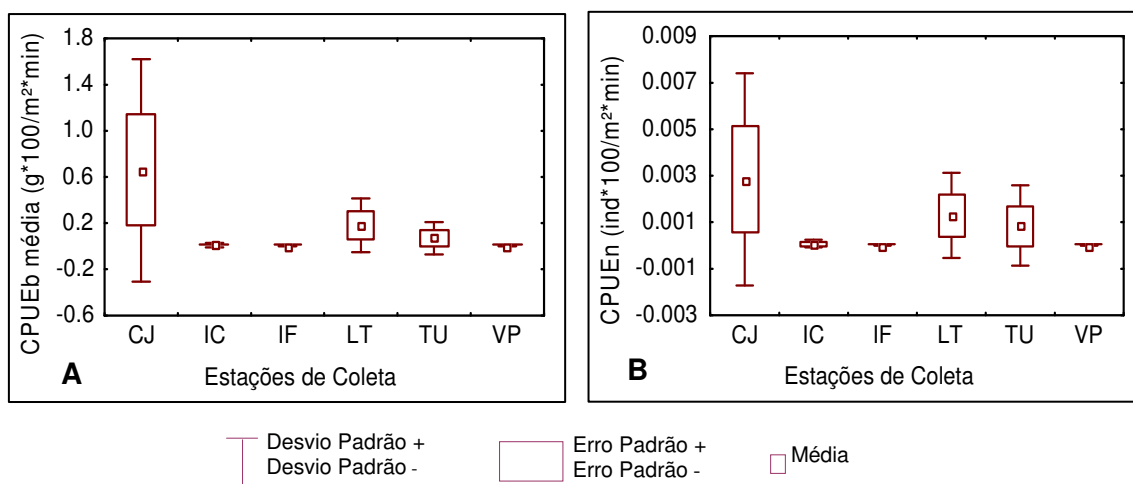 CPUEb média (g*100/m²*min)
1.8
1.4
1.0
0.6
0.2
-0.2
-0.6
CJ IC IF LT TU VP
A Estações de Coleta
CPUEn (ind*100/m²*min)
0.009
0.007
0.005
0.003
0.001
-0.001
-0.003
CJ IC IF LT TU VP
B Estações de Coleta
Desvio Padrão +
Desvio Padrão -
Erro Padrão +
Erro Padrão -
Média